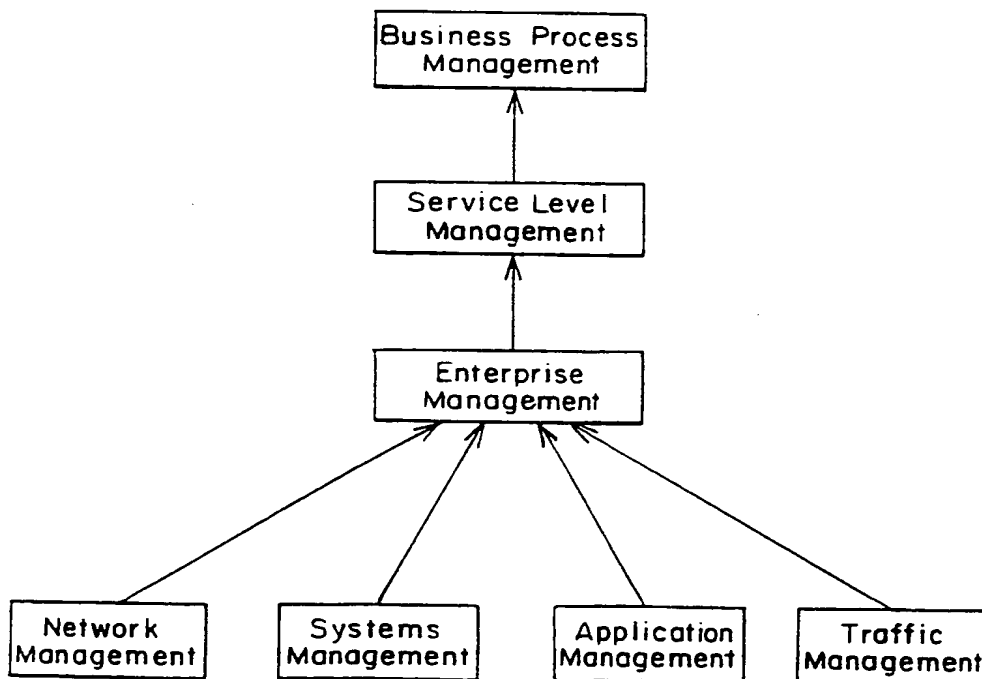 Business Process
Management
Service Level
Management
Enterprise
Management
Network
Management
Systems
Management
Application
Management
Traffic
Management